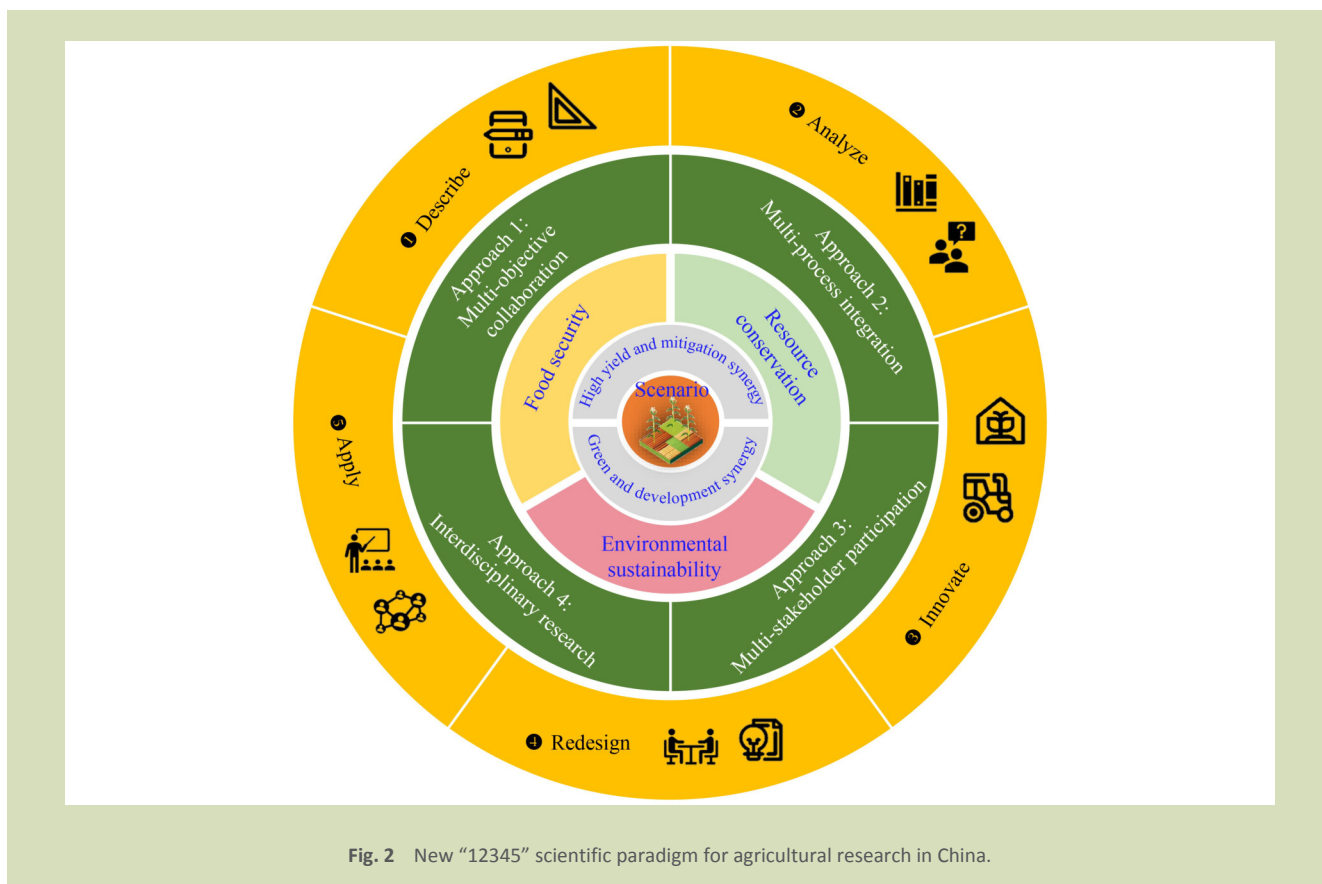 ❶ Describe
❷ Analyze
?
Approach 1:
Multi-objective
collaboration
Approach 2:
Multi-process integration
Food security
Resource
conservation
High yield and mitigation synergy
Scenario
Green and development synergy
❺ Apply
Environmental
sustainability
Approach 4:
Interdisciplinary research
Approach 3:
Multi-stakeholder participation
❸ Innovate
❹ Redesign
Fig. 2 New “12345” scientific paradigm for agricultural research in China.